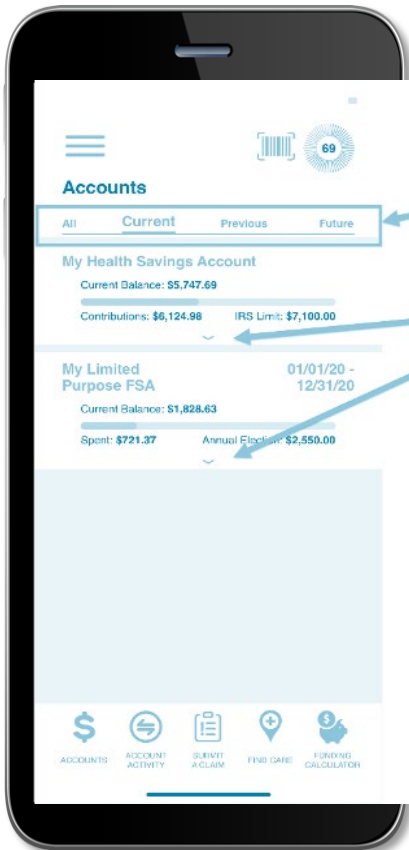 69
Accounts
All Current Previous Future
My Health Savings Account
Current Balance: $5,747.69
Contributions: $6,124.98 IRS Limit: $7,100.00
My Limited 01/01/20 -
Purpose FSA 12/31/20
Current Balance: $1,828.63
Spent: $721.37 Annual Election: $2,550.00
ACCOUNTS ACCOUNT SUBMIT FIND CARE FUNDING
ACTIVITY A CLAIM CALCULATOR